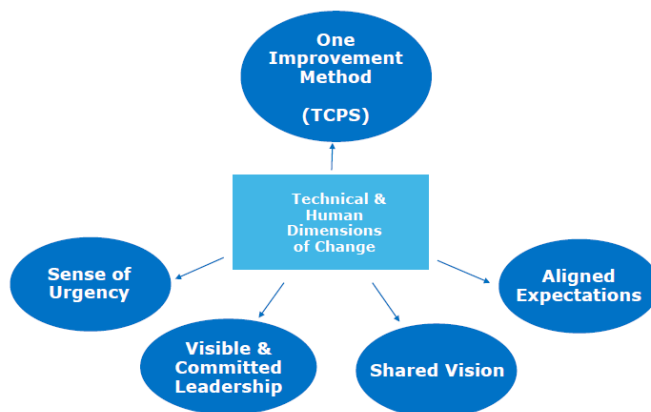 One
Improvement
Method
(TCPS)
Technical &
Human
Dimensions
of Change
Sense of
Urgency
Aligned
Expectations
Visible &
Committed
Leadership
Shared Vision